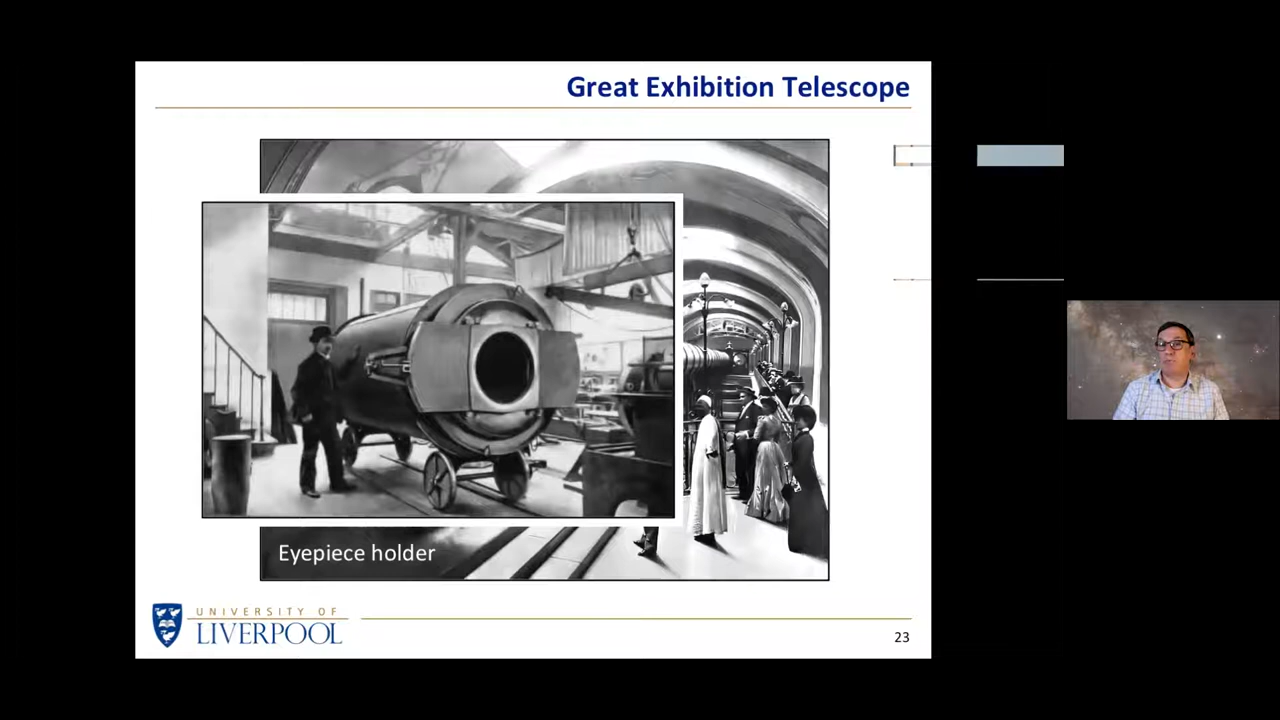 Great Exhibition Telescope
Eyepiece holder
UNIVERSITY OF
LIVERPOOL
23